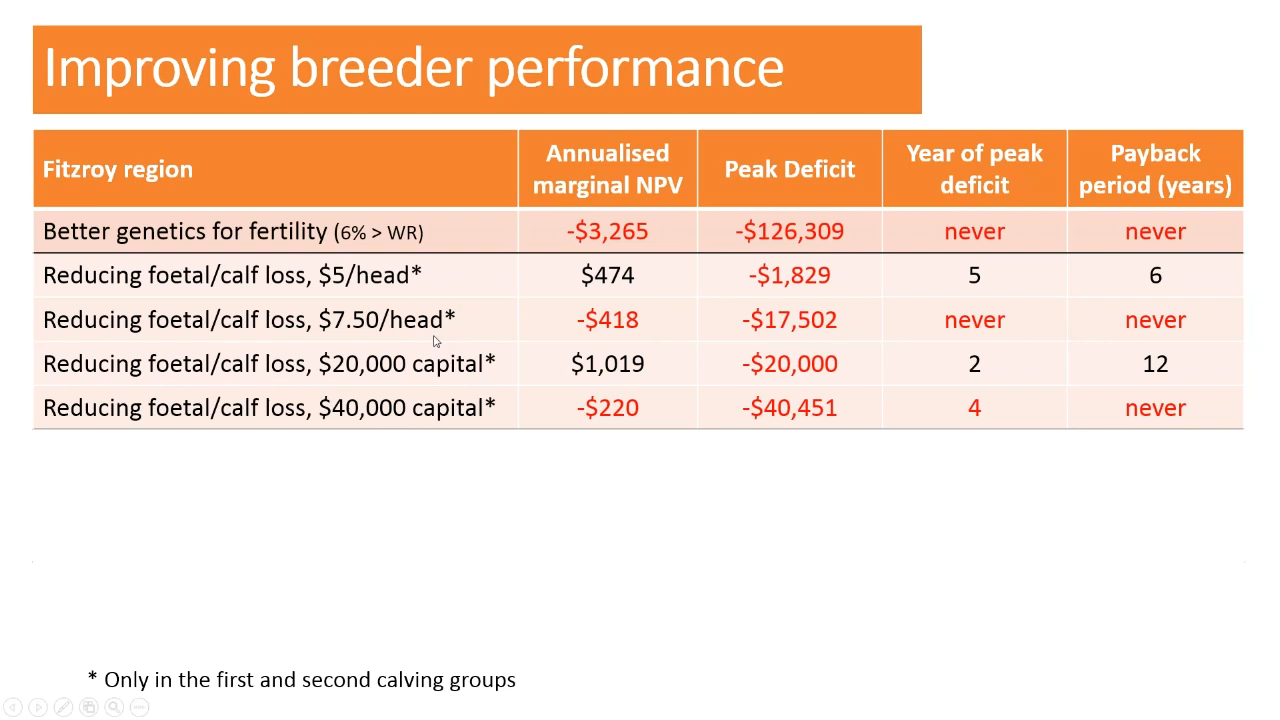 Improving breeder performance
Fitzroy region Annualised marginal NPV Peak Deficit Year of peak deficit Payback period (years)
Better genetics for fertility (6% > WR) -$3,265 -$126,309 never never
Reducing foetal/calf loss, $5/head* $474 -$1,829 5 6
Reducing foetal/calf loss, $7.50/head* -$418 -$17,502 never never
Reducing foetal/calf loss, $20,000 capital* $1,019 -$20,000 2 12
Reducing foetal/calf loss, $40,000 capital* -$220 -$40,451 4 never
* Only in the first and second calving groups